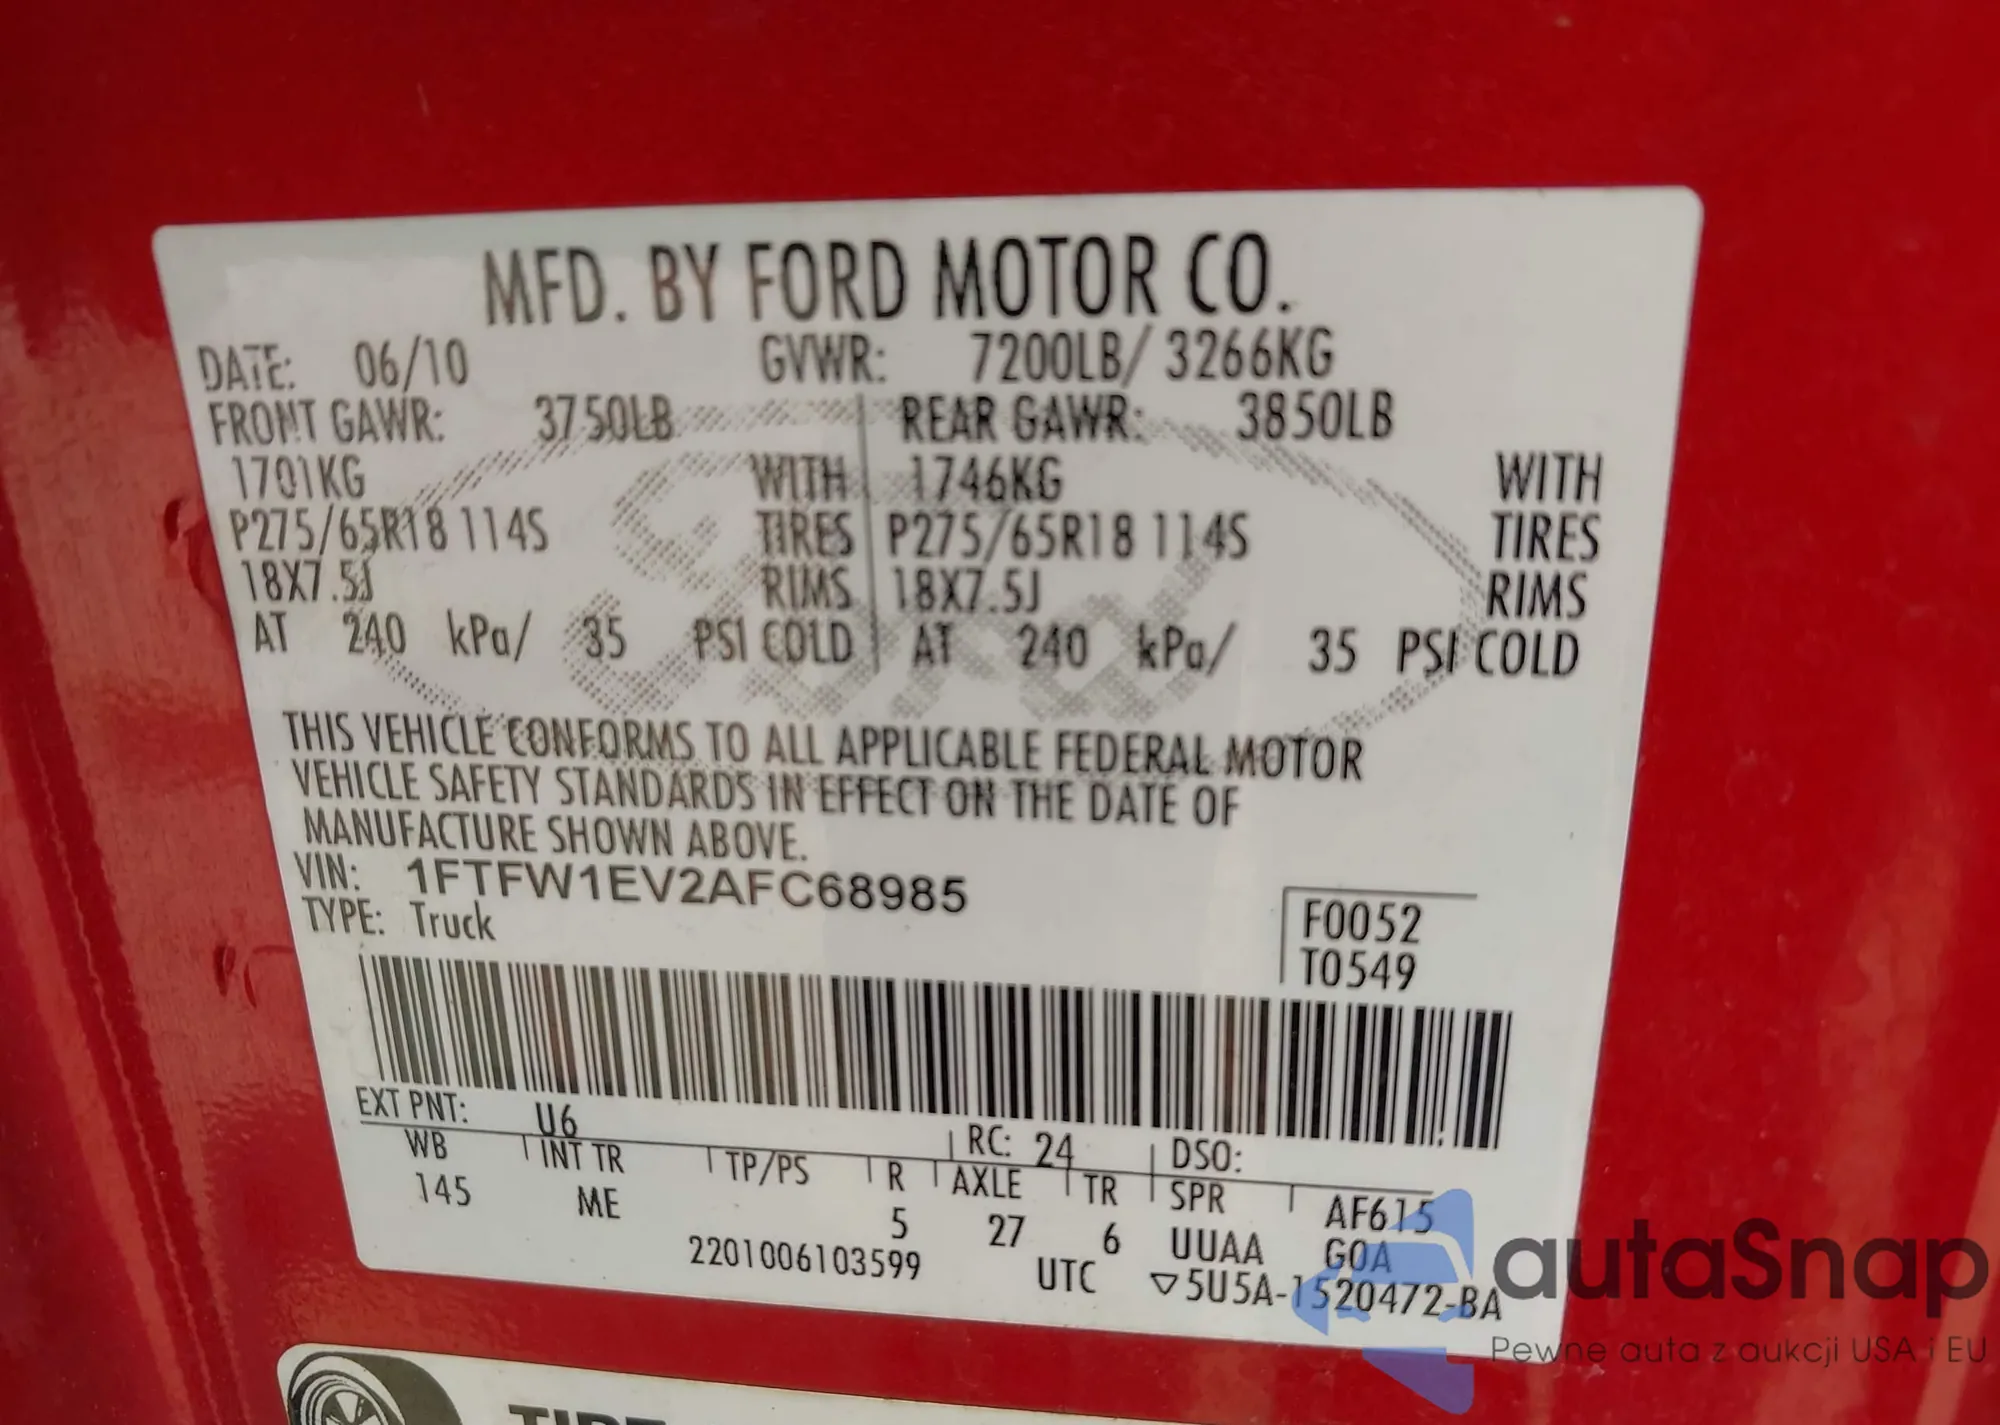 MFD. BY FORD MOTOR CO.
DATE: 06/10 GVWR: 7200LB/ 3266KG
FRONT GAWR: 3750LB REAR GAWR: 3850LB
1701KG WITH 1746KG WITH
P275/65R18 114S TIRES P275/65R18 114S TIRES
18X7.5J RIMS 18X7.5J RIMS
AT 240 kPa/ 35 PSI COLD AT 240 kPa/ 35 PSI COLD
THIS VEHICLE CONFORMS TO ALL APPLICABLE FEDERAL MOTOR
VEHICLE SAFETY STANDARDS IN EFFECT ON THE DATE OF
MANUFACTURE SHOWN ABOVE.
VIN: 1FTFW1EV2AFC68985
TYPE: Truck
F0052
T0549
EXT PNT: U6 RC: 24 DSO:
WB INT TR TP/PS R AXLE TR SPR AF615
145 ME 5 27 6 UUAA G0A
2201006103599 UTC ▽5U5A-1520472-BA
autaSnap
Pewne auta z aukcji USA i EU
TIRE